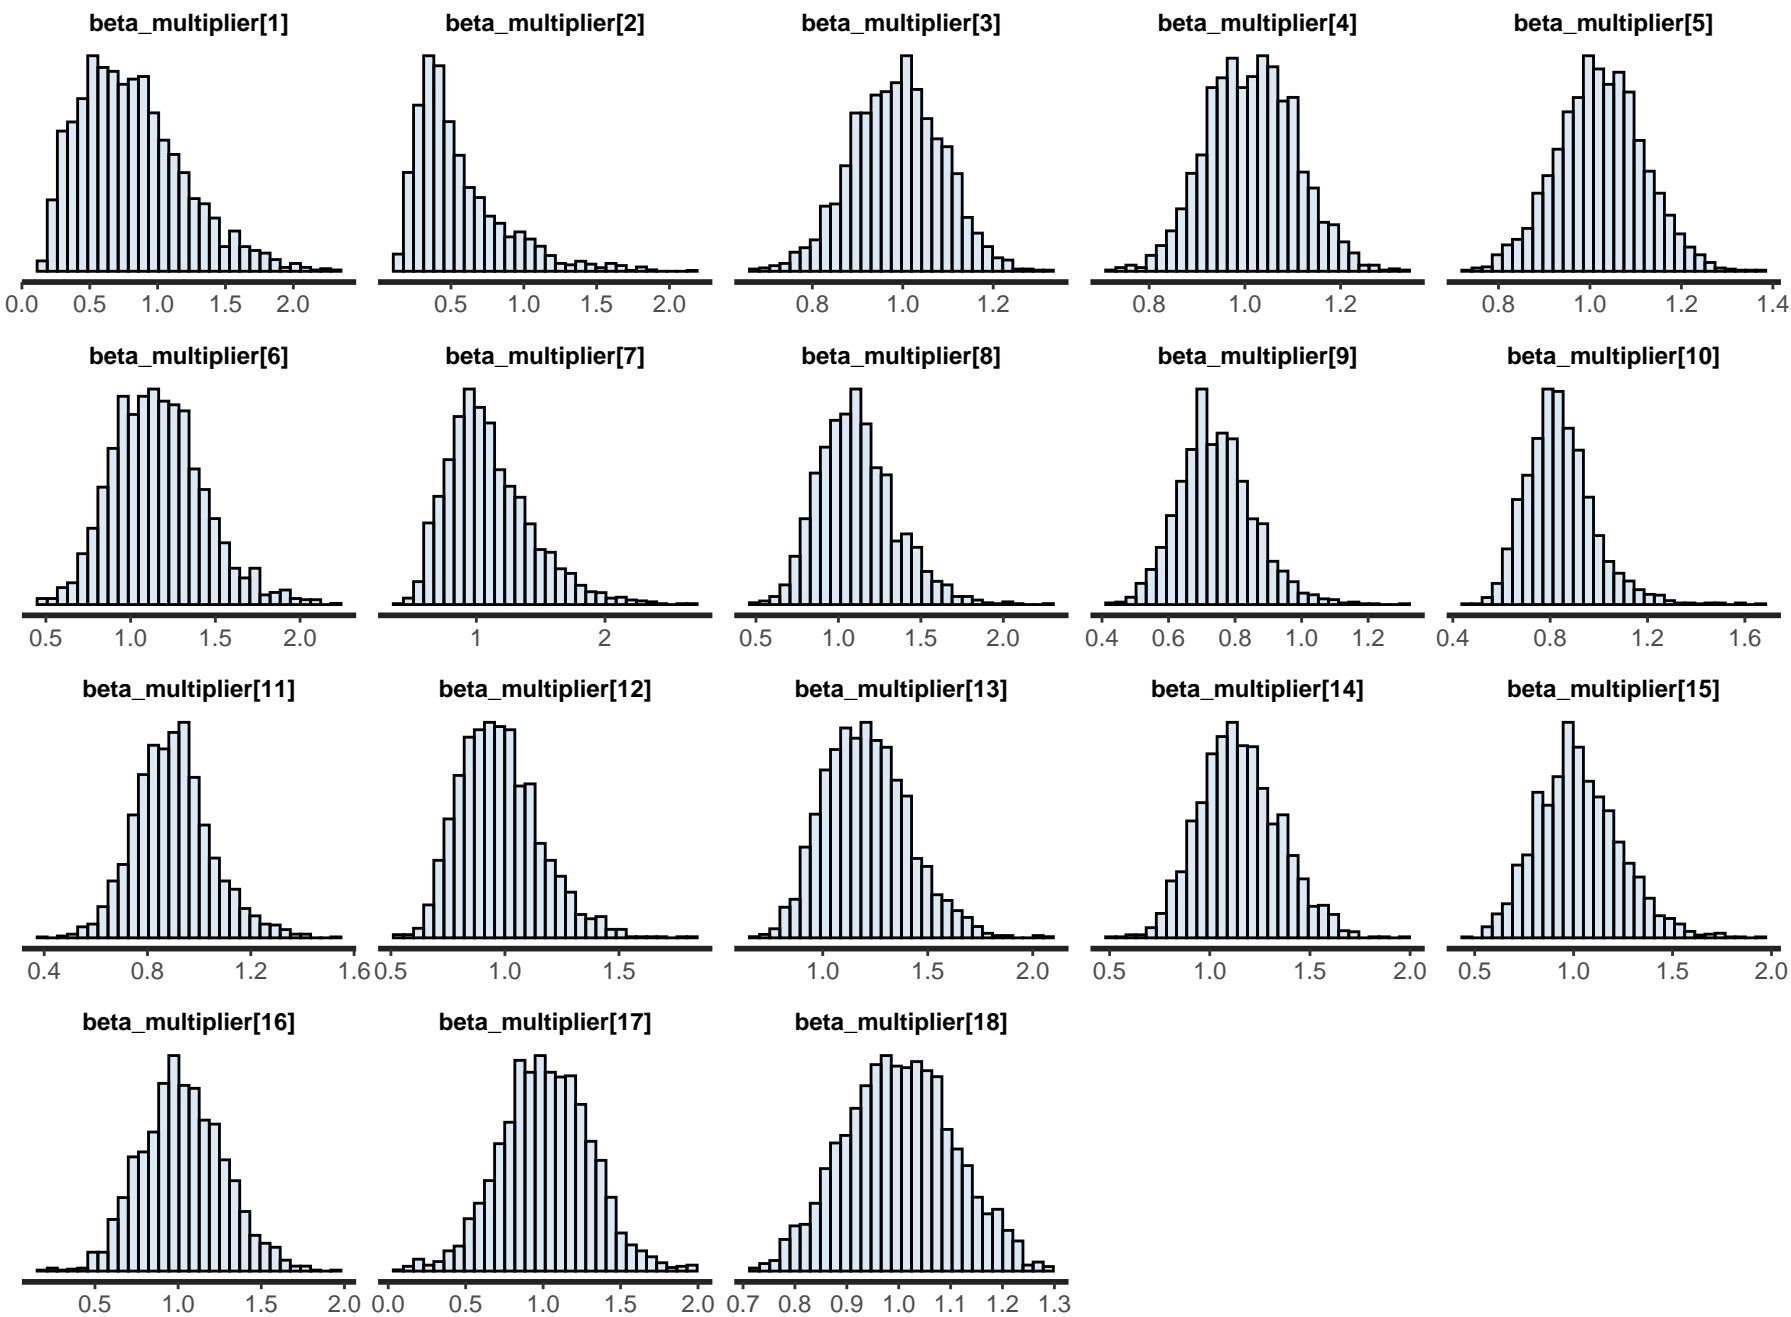 beta_multiplier[1] beta_multiplier[2] beta_multiplier[3] beta_multiplier[4] beta_multiplier[5]
0.0 0.5 1.0 1.5 2.0 0.5 1.0 1.5 2.0 0.8 1.0 1.2 0.8 1.0 1.2 0.8 1.0 1.2 1.4
beta_multiplier[6] beta_multiplier[7] beta_multiplier[8] beta_multiplier[9] beta_multiplier[10]
0.5 1.0 1.5 2.0 1 2 0.5 1.0 1.5 2.0 0.4 0.6 0.8 1.0 1.2 0.4 0.8 1.2 1.6
beta_multiplier[11] beta_multiplier[12] beta_multiplier[13] beta_multiplier[14] beta_multiplier[15]
0.4 0.8 1.2 1.6 0.5 1.0 1.5 1.0 1.5 2.0 0.5 1.0 1.5 2.0 0.5 1.0 1.5 2.0
beta_multiplier[16] beta_multiplier[17] beta_multiplier[18]
0.5 1.0 1.5 2.0 0.0 0.5 1.0 1.5 2.0 0.7 0.8 0.9 1.0 1.1 1.2 1.3